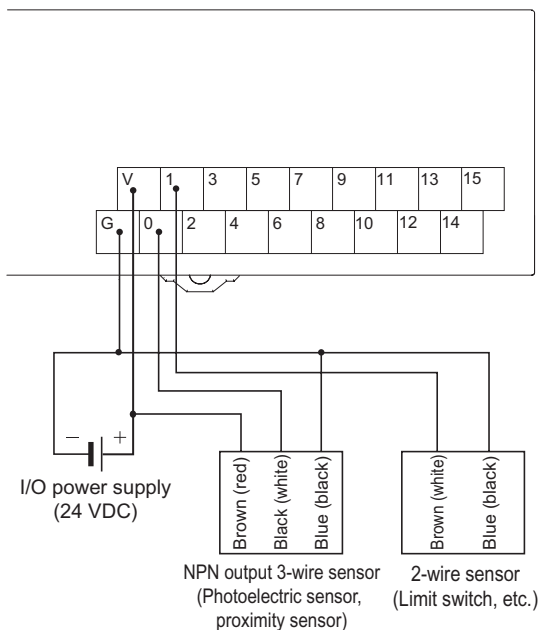 V 1 3 5 7 9 11 13 15
G 0 2 4 6 8 10 12 14
− +
I/O power supply
(24 VDC)
Brown (red)
Black (white)
Blue (black)
Brown (white)
Blue (black)
NPN output 3-wire sensor
(Photoelectric sensor,
proximity sensor)
2-wire sensor
(Limit switch, etc.)